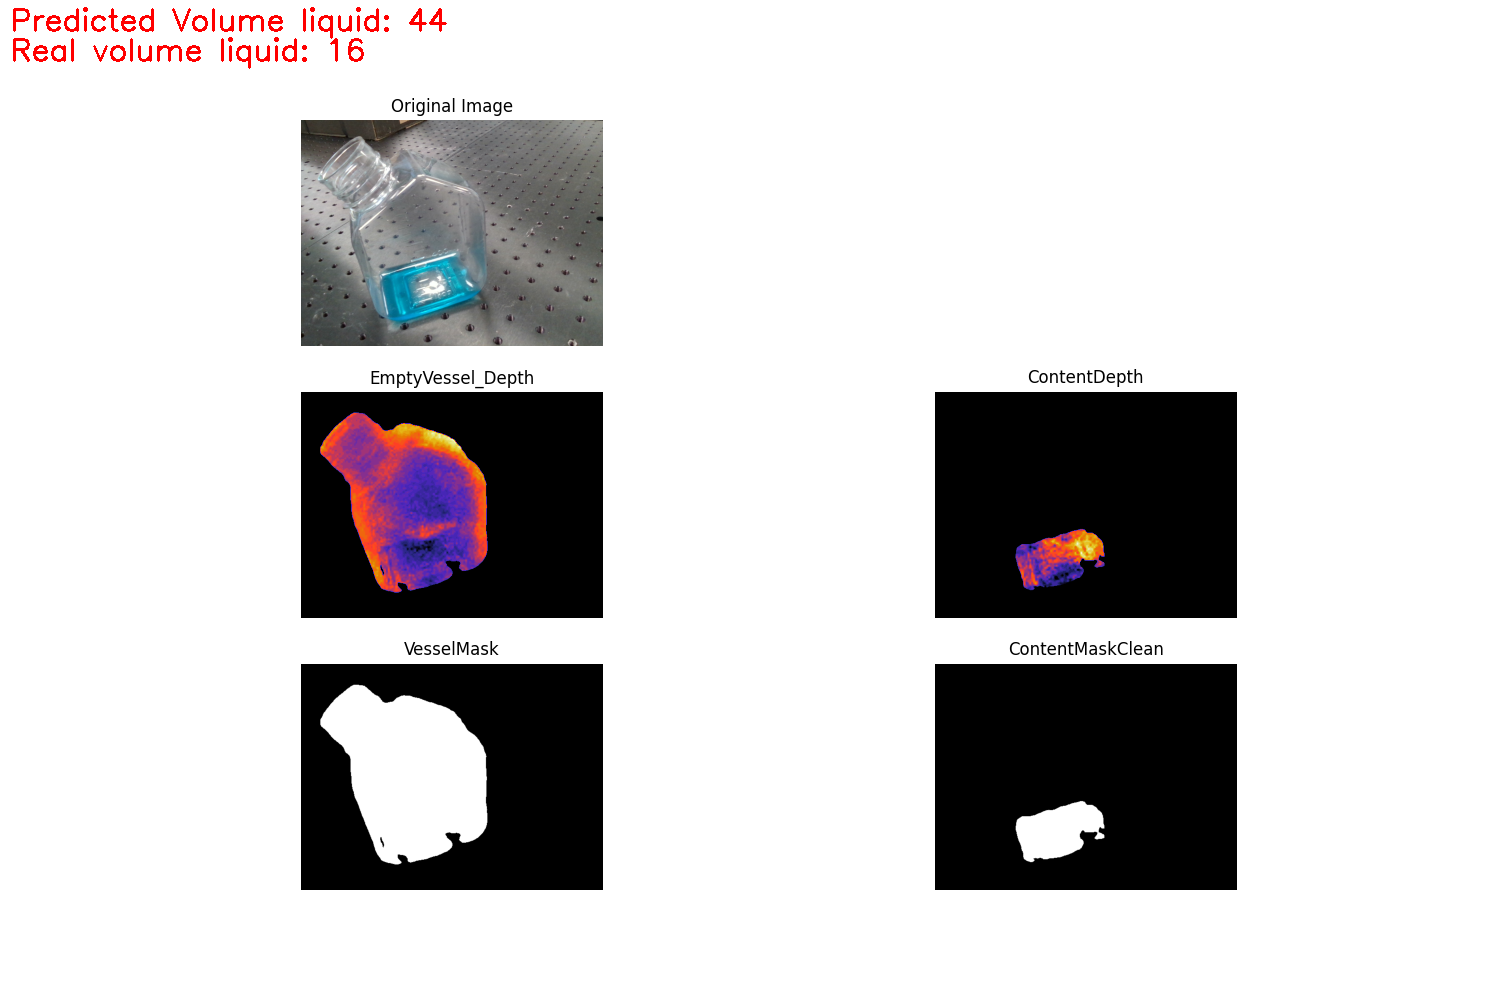 Predicted Volume liquid: 44
Real volume liquid: 16
Original Image
EmptyVessel_Depth
ContentDepth
VesselMask
ContentMaskClean